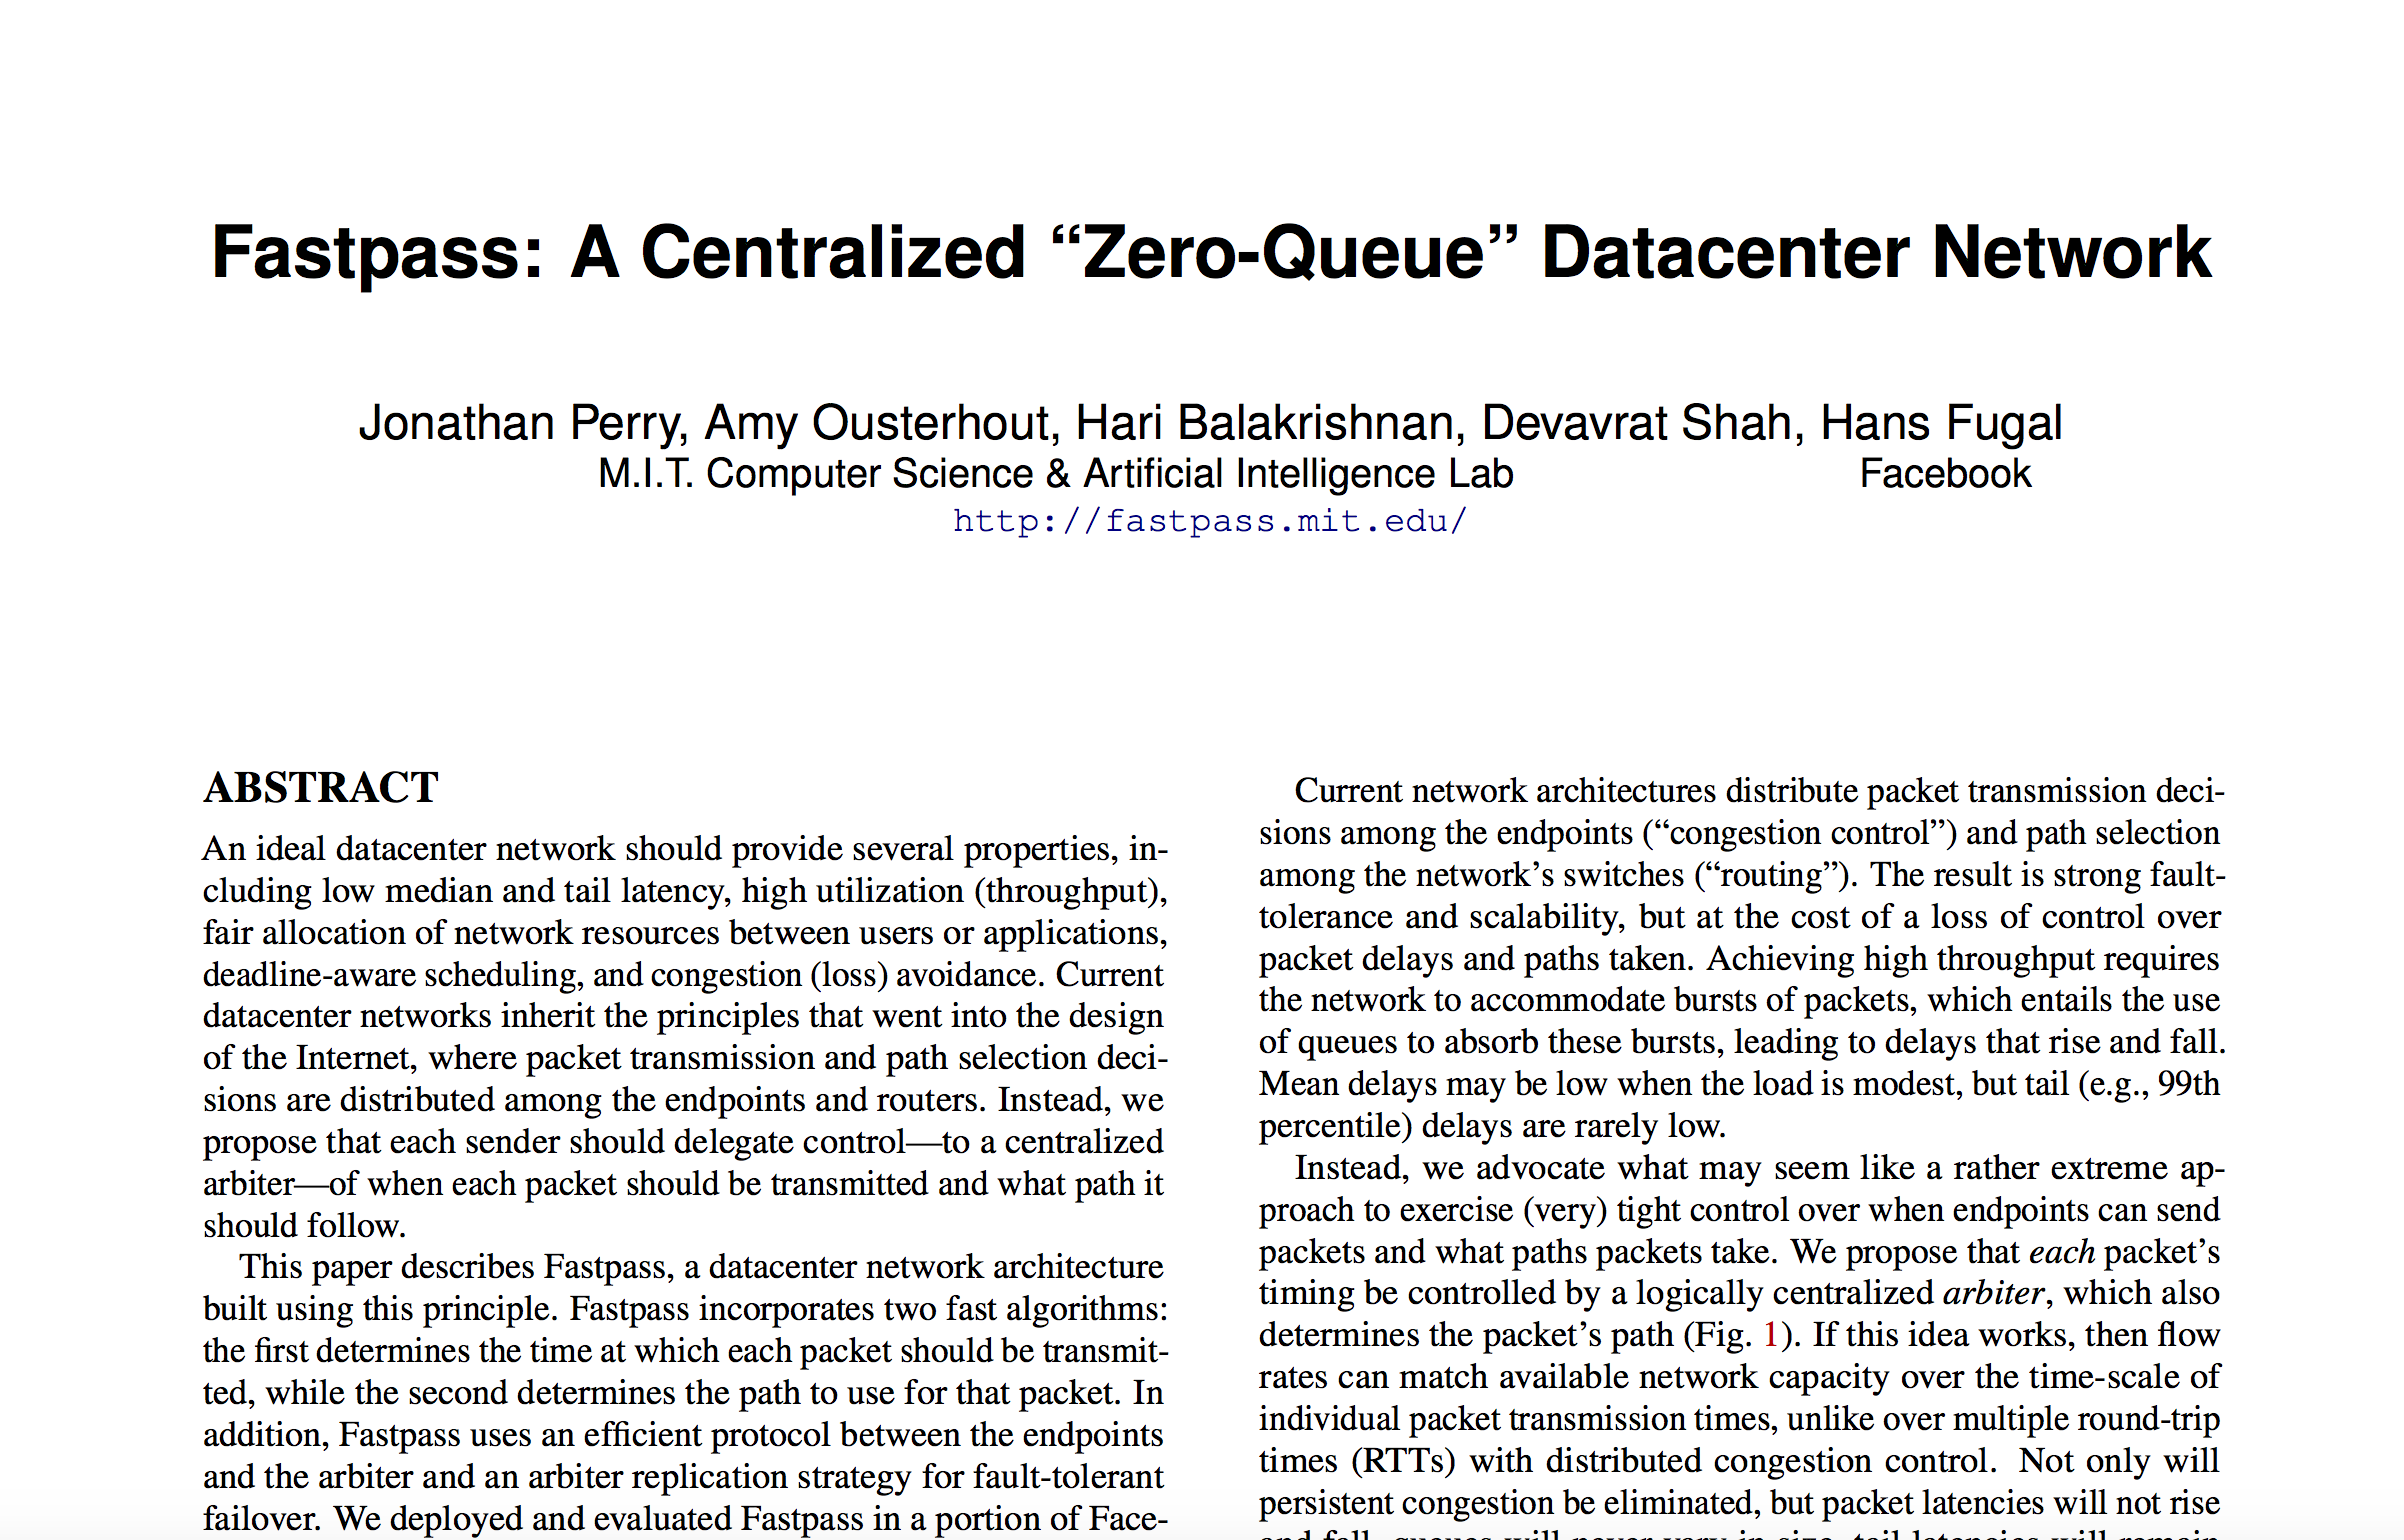 Fastpass: A Centralized “Zero-Queue” Datacenter Network
Jonathan Perry, Amy Ousterhout, Hari Balakrishnan, Devavrat Shah, Hans Fugal
M.I.T. Computer Science & Artificial Intelligence Lab Facebook
http://fastpass.mit.edu/
ABSTRACT
An ideal datacenter network should provide several properties, in-
cluding low median and tail latency, high utilization (throughput),
fair allocation of network resources between users or applications,
deadline-aware scheduling, and congestion (loss) avoidance. Current
datacenter networks inherit the principles that went into the design
of the Internet, where packet transmission and path selection deci-
sions are distributed among the endpoints and routers. Instead, we
propose that each sender should delegate control—to a centralized
arbiter—of when each packet should be transmitted and what path it
should follow.
This paper describes Fastpass, a datacenter network architecture
built using this principle. Fastpass incorporates two fast algorithms:
the first determines the time at which each packet should be transmit-
ted, while the second determines the path to use for that packet. In
addition, Fastpass uses an efficient protocol between the endpoints
and the arbiter and an arbiter replication strategy for fault-tolerant
failover. We deployed and evaluated Fastpass in a portion of Face-
Current network architectures distribute packet transmission deci-
sions among the endpoints (“congestion control”) and path selection
among the network’s switches (“routing”). The result is strong fault-
tolerance and scalability, but at the cost of a loss of control over
packet delays and paths taken. Achieving high throughput requires
the network to accommodate bursts of packets, which entails the use
of queues to absorb these bursts, leading to delays that rise and fall.
Mean delays may be low when the load is modest, but tail (e.g., 99th
percentile) delays are rarely low.
Instead, we advocate what may seem like a rather extreme ap-
proach to exercise (very) tight control over when endpoints can send
packets and what paths packets take. We propose that each packet’s
timing be controlled by a logically centralized arbiter, which also
determines the packet’s path (Fig. 1). If this idea works, then flow
rates can match available network capacity over the time-scale of
individual packet transmission times, unlike over multiple round-trip
times (RTTs) with distributed congestion control. Not only will
persistent congestion be eliminated, but packet latencies will not rise
and fall, queues will never vary in size, tail latencies will remain